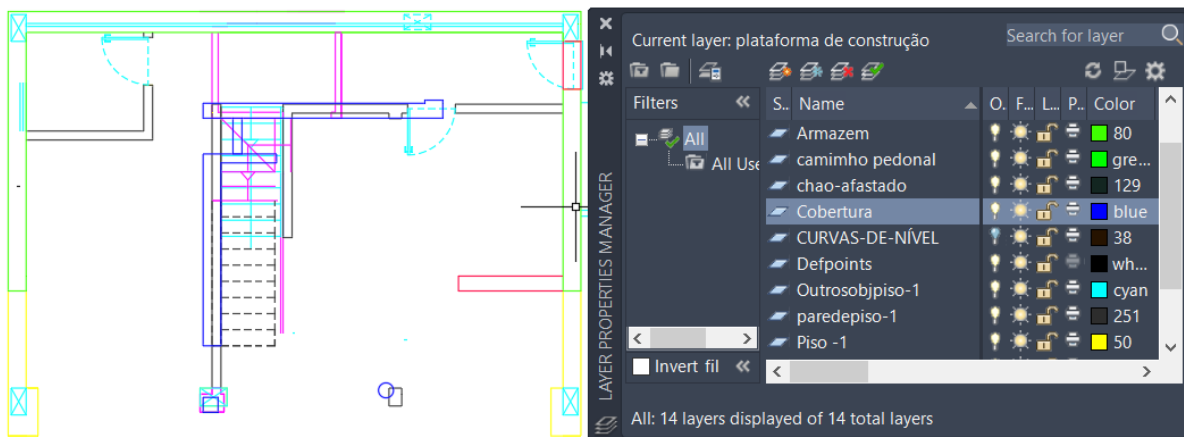 Current layer: plataforma de construção
Search for layer
Filters
S.. Name O. F... L... P.. Color
All
All Use
Armazem 80
camimho pedonal gre...
chao-afastado 129
Cobertura blue
CURVAS-DE-NÍVEL 38
Defpoints wh...
Outrosobjpiso-1 cyan
paredepiso-1 251
Piso -1 50
Invert fil
LAYER PROPERTIES MANAGER
All: 14 layers displayed of 14 total layers